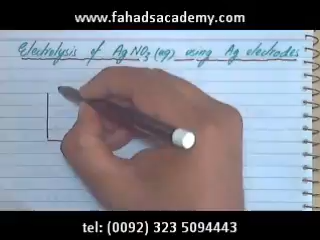 www.fahadsacademy.com
Electrolysis of AgNO3 (aq) using Ag electrodes
tel: (0092) 323 5094443